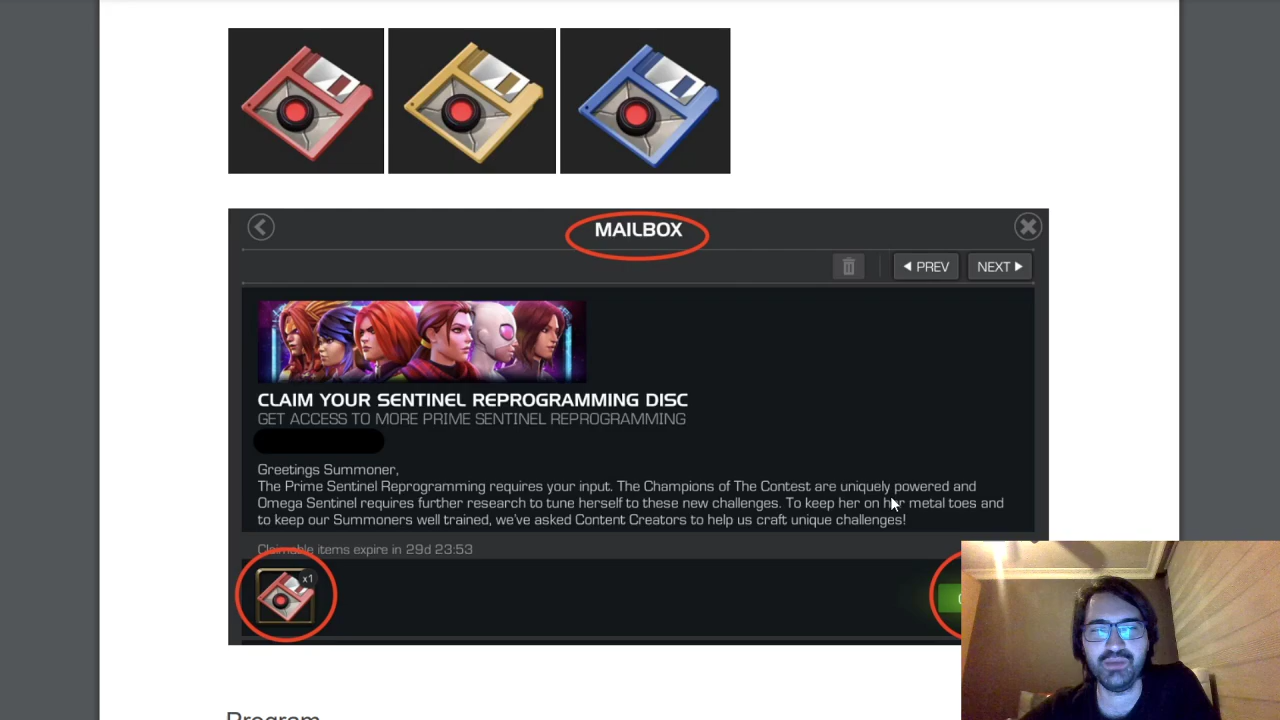 MAILBOX
PREV
NEXT
CLAIM YOUR SENTINEL REPROGRAMMING DISC
GET ACCESS TO MORE PRIME SENTINEL REPROGRAMMING
Greetings Summoner,
The Prime Sentinel Reprogramming requires your input. The Champions of The Contest are uniquely powered and
Omega Sentinel requires further research to tune herself to these new challenges. To keep her on her metal toes and
to keep our Summoners well trained, we've asked Content Creators to help us craft unique challenges!
Claimable items expire in 29d 23:53
x1
Program